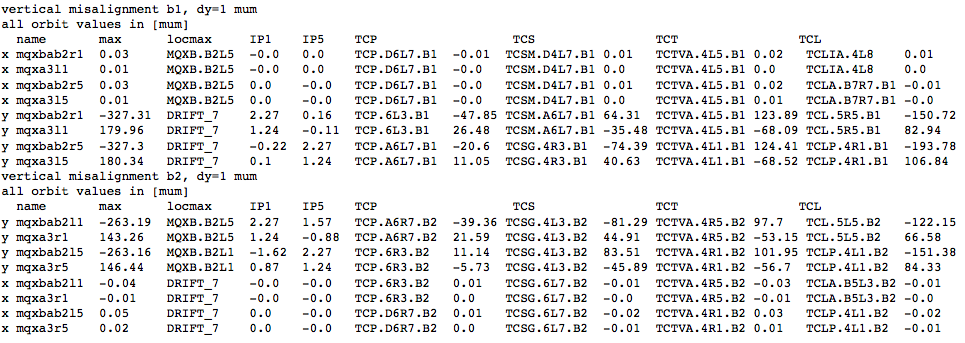 vertical misalignment b1, dy=1 mum
all orbit values in [mum]
name max locmax IP1 IP5 TCP TCS TCT TCL
x mqxbab2r1 0.03 MQXB.B2L5 -0.0 0.0 TCP.D6L7.B1 -0.01 TCSM.D4L7.B1 0.01 TCTVA.4L5.B1 0.02 TCLIA.4L8 0.01
x mqxa3l1 0.01 MQXB.B2L5 -0.0 0.0 TCP.D6L7.B1 -0.0 TCSM.D4L7.B1 0.0 TCTVA.4L5.B1 0.0 TCLIA.4L8 0.0
x mqxbab2r5 0.03 MQXB.B2L5 0.0 -0.0 TCP.D6L7.B1 -0.0 TCSM.D4L7.B1 0.01 TCTVA.4L5.B1 0.02 TCLA.B7R7.B1 -0.01
x mqxa3l5 0.01 MQXB.B2L5 0.0 -0.0 TCP.D6L7.B1 -0.0 TCSM.D4L7.B1 0.0 TCTVA.4L5.B1 0.01 TCLA.B7R7.B1 -0.01
y mqxbab2r1 -327.31 DRIFT_7 2.27 0.16 TCP.6L3.B1 -47.85 TCSM.A6L7.B1 64.31 TCTVA.4L5.B1 123.89 TCL.5R5.B1 -150.72
y mqxa3l1 179.96 DRIFT_7 1.24 -0.11 TCP.6L3.B1 26.48 TCSM.A6L7.B1 -35.48 TCTVA.4L5.B1 -68.09 TCL.5R5.B1 82.94
y mqxbab2r5 -327.3 DRIFT_7 -0.22 2.27 TCP.A6L7.B1 -20.6 TCSG.4R3.B1 -74.39 TCTVA.4L1.B1 124.41 TCLP.4R1.B1 -193.78
y mqxa3l5 180.34 DRIFT_7 0.1 1.24 TCP.A6L7.B1 11.05 TCSG.4R3.B1 40.63 TCTVA.4L1.B1 -68.52 TCLP.4R1.B1 106.84
vertical misalignment b2, dy=1 mum
all orbit values in [mum]
name max locmax IP1 IP5 TCP TCS TCT TCL
y mqxbab2l1 -263.19 MQXB.B2L5 2.27 1.57 TCP.A6R7.B2 -39.36 TCSG.4L3.B2 -81.29 TCTVA.4R5.B2 97.7 TCL.5L5.B2 -122.15
y mqxa3r1 143.26 MQXB.B2L5 1.24 -0.88 TCP.A6R7.B2 21.59 TCSG.4L3.B2 44.91 TCTVA.4R5.B2 -53.15 TCL.5L5.B2 66.58
y mqxbab2l5 -263.16 MQXB.B2L1 -1.62 2.27 TCP.6R3.B2 11.14 TCSG.4L3.B2 83.51 TCTVA.4R1.B2 101.95 TCLP.4L1.B2 -151.38
y mqxa3r5 146.44 MQXB.B2L1 0.87 1.24 TCP.6R3.B2 -5.73 TCSG.4L3.B2 -45.89 TCTVA.4R1.B2 -56.7 TCLP.4L1.B2 84.33
x mqxbab2l1 -0.04 DRIFT_7 -0.0 -0.0 TCP.6R3.B2 0.01 TCSG.6L7.B2 -0.01 TCTVA.4R5.B2 -0.03 TCLA.B5L3.B2 -0.01
x mqxa3r1 -0.01 DRIFT_7 -0.0 -0.0 TCP.6R3.B2 0.0 TCSG.6L7.B2 -0.0 TCTVA.4R5.B2 -0.01 TCLA.B5L3.B2 -0.0
x mqxbab2l5 0.05 DRIFT_7 0.0 -0.0 TCP.D6R7.B2 0.01 TCSG.6L7.B2 -0.02 TCTVA.4R1.B2 0.03 TCLP.4L1.B2 -0.02
x mqxa3r5 0.02 DRIFT_7 0.0 -0.0 TCP.D6R7.B2 0.0 TCSG.6L7.B2 -0.01 TCTVA.4R1.B2 0.01 TCLP.4L1.B2 -0.01